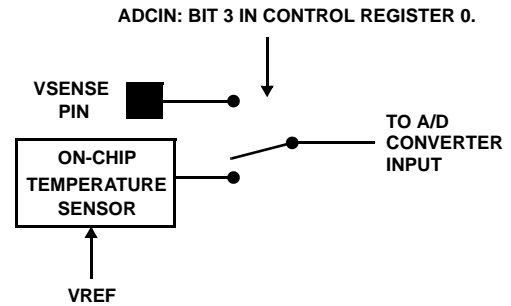 ADCIN: BIT 3 IN CONTROL REGISTER 0.
VSENSE
PIN
TO A/D
CONVERTER
INPUT
ON-CHIP
TEMPERATURE
SENSOR
VREF